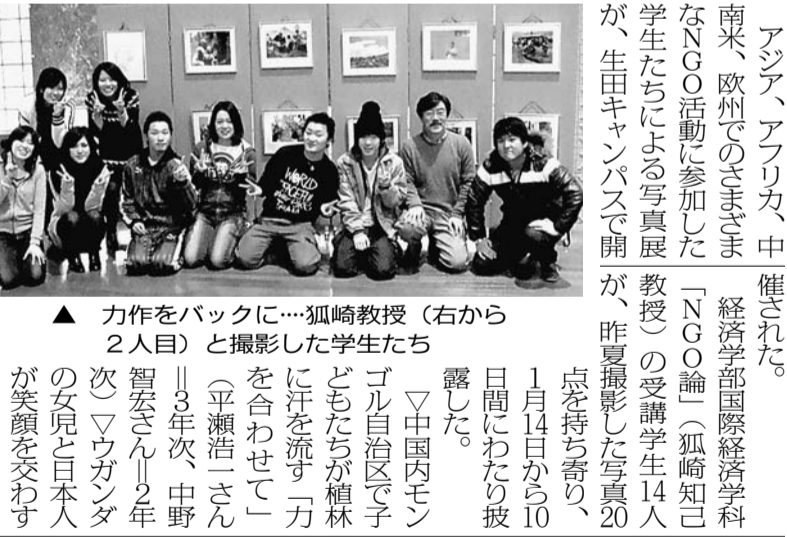 アジア、アフリカ、中
南米、欧州でのさまざま
なNGO活動に参加した
学生たちによる写真展
が、生田キャンパスで開
催された。
経済学部国際経済学科
「NGO論」（狐崎知己
教授）の受講学生14人
が、昨夏撮影した写真20
点を持ち寄り、
1月14日から10
日間にわたり披
露した。
▽中国内モン
ゴル自治区で子
どもたちが植林
に汗を流す「力
を合わせて」
（平瀬浩一さん
＝3年次、中野
智宏さん＝2年
次）▽ウガンダ
の女児と日本人
が笑顔を交わす
▲ 力作をバックに‥‥狐崎教授（右から
2人目）と撮影した学生たち